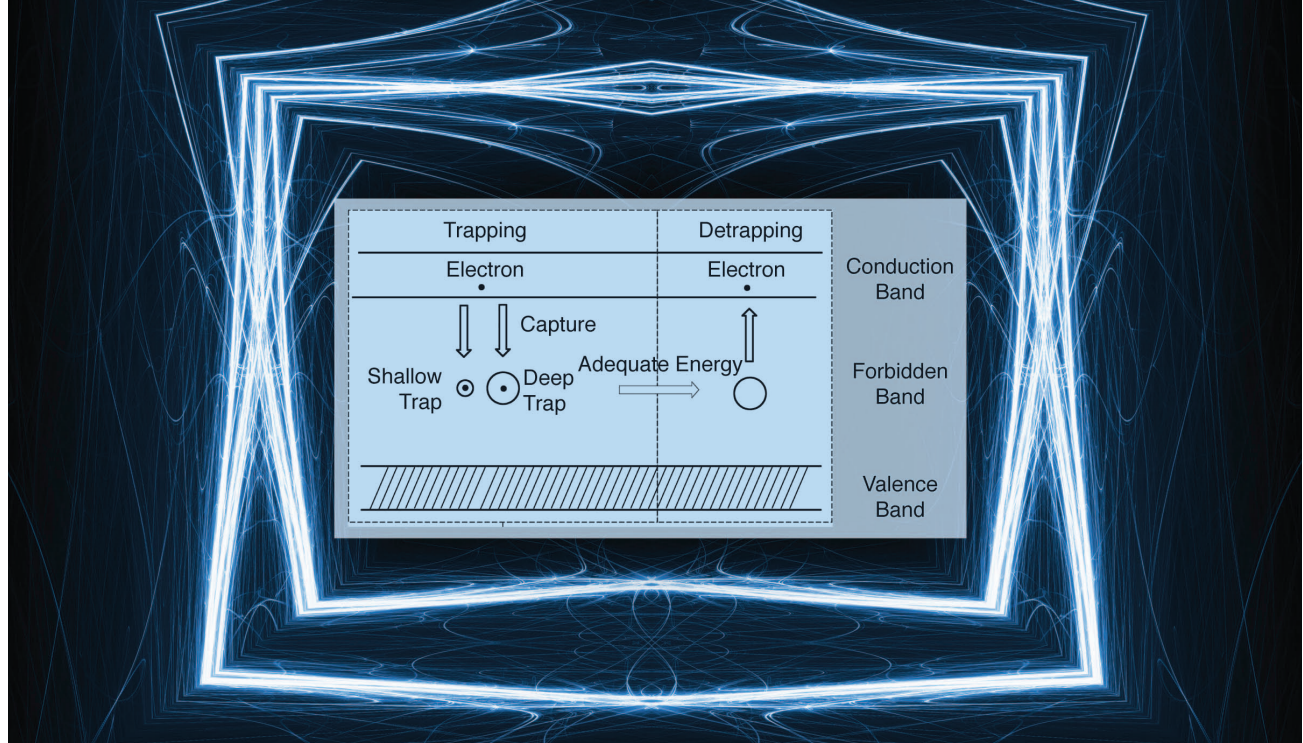 Trapping
Detrapping
Electron
Electron
Conduction
Band
Capture
Adequate Energy
Shallow
Trap
Deep
Trap
Forbidden
Band
Valence
Band